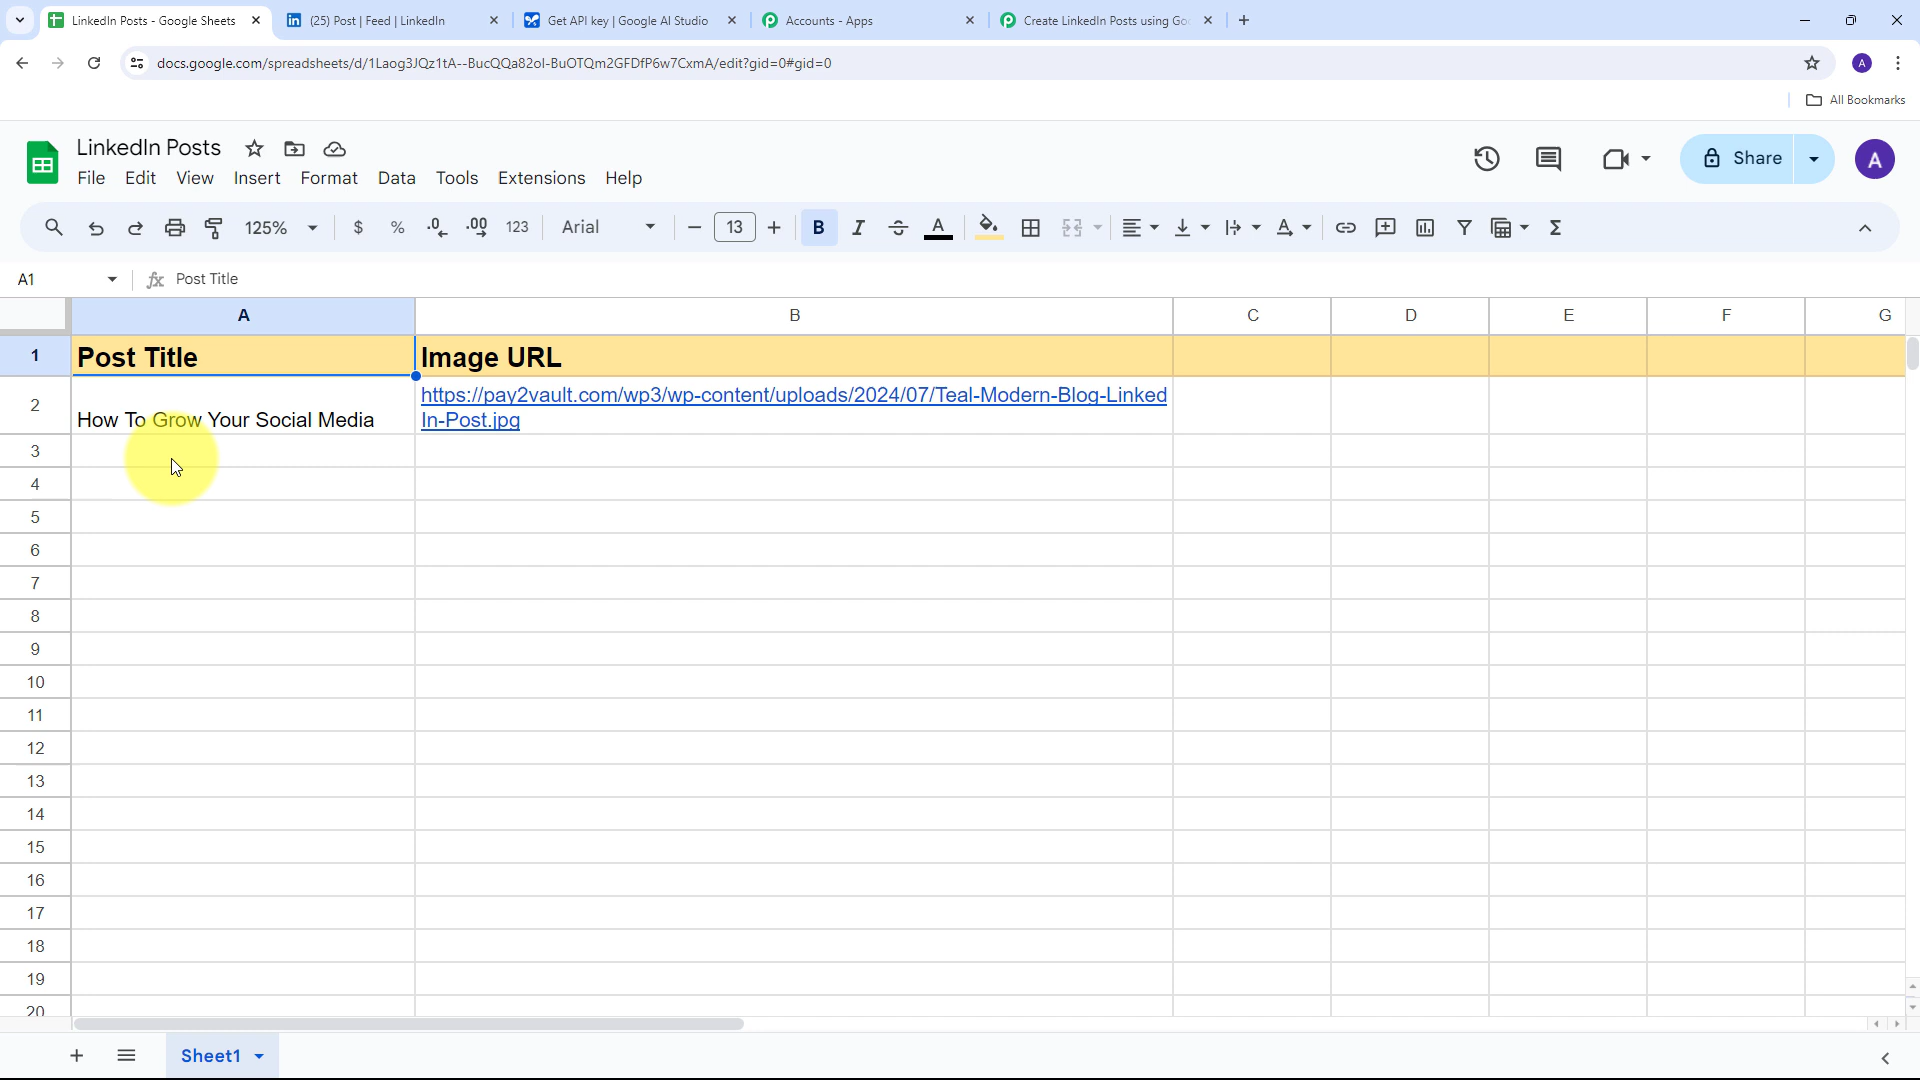 LinkedIn Posts - Google Sheets
(25) Post | Feed | LinkedIn
Get API key | Google AI Studio
Accounts - Apps
Create LinkedIn Posts using Go
docs.google.com/spreadsheets/d/1Laog3JQz1tA--BucQQa82ol-BuOTQm2GFDfP6w7CxmA/edit?gid=0#gid=0
A
All Bookmarks
LinkedIn Posts
File Edit View Insert Format Data Tools Extensions Help
Share
A
125% $ % .0 .00 123 Arial 13 B I A
A1
fx Post Title
A B C D E F G
1 Post Title Image URL
2 How To Grow Your Social Media
https://pay2vault.com/wp3/wp-content/uploads/2024/07/Teal-Modern-Blog-Linked
In-Post.jpg
3
4
5
6
7
8
9
10
11
12
13
14
15
16
17
18
19
20
Sheet1